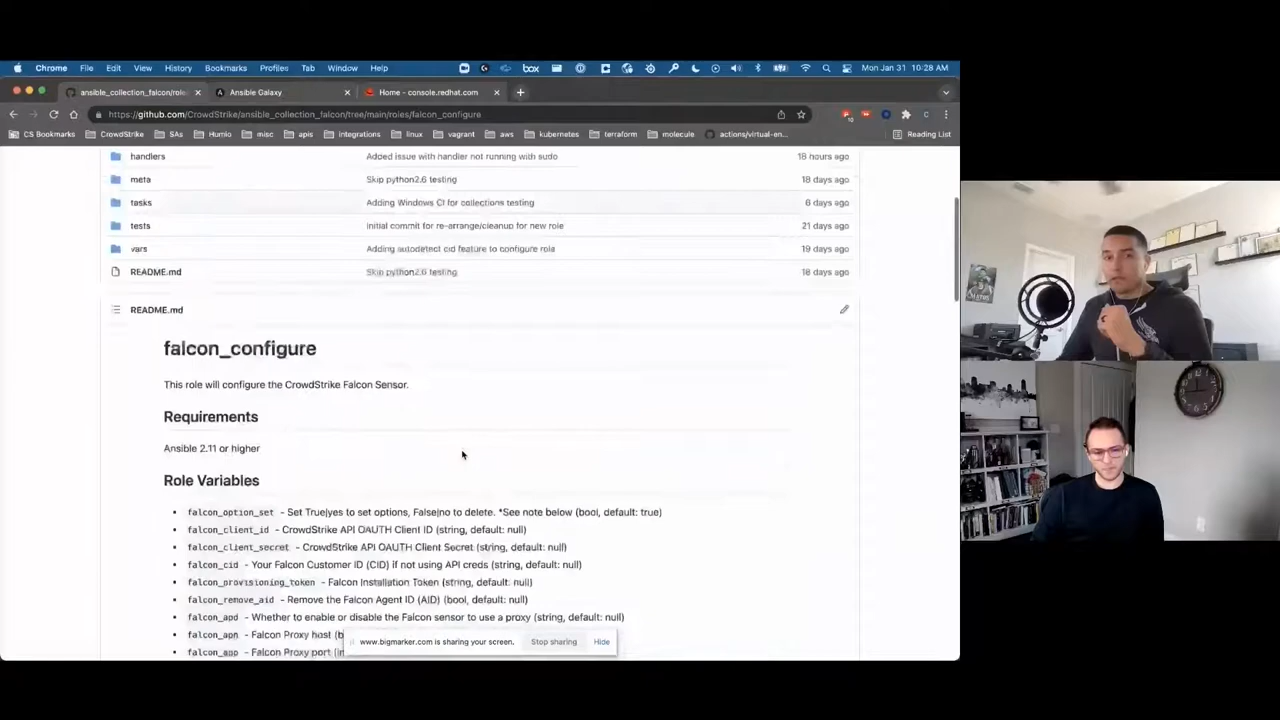 Chrome File Edit View History Bookmarks Profiles Tab Window Help box Mon Jan 31 10:28 AM
ansible_collection_falcon/role Ansible Galaxy Home - console.redhat.com
https://github.com/CrowdStrike/ansible_collection_falcon/tree/main/roles/falcon_configure
CS Bookmarks CrowdStrike SAs Humio misc apis integrations linux vagrant aws kubernetes terraform molecule actions/virtual-en... Reading List
handlers Added issue with handler not running with sudo 18 hours ago
meta Skip python2.6 testing 18 days ago
tasks Adding Windows CI for collections testing 6 days ago
tests Initial commit for re-arrange/cleanup for new role 21 days ago
vars Adding autodetect cid feature to configure role 19 days ago
README.md Skip python2.6 testing 18 days ago
README.md
falcon_configure
This role will configure the CrowdStrike Falcon Sensor.
Requirements
Ansible 2.11 or higher
Role Variables
falcon_option_set - Set True|yes to set options, False|no to delete. *See note below (bool, default: true)
falcon_client_id - CrowdStrike API OAUTH Client ID (string, default: null)
falcon_client_secret - CrowdStrike API OAUTH Client Secret (string, default: null)
falcon_cid - Your Falcon Customer ID (CID) if not using API creds (string, default: null)
falcon_provisioning_token - Falcon Installation Token (string, default: null)
falcon_remove_aid - Remove the Falcon Agent ID (AID) (bool, default: null)
falcon_apd - Whether to enable or disable the Falcon sensor to use a proxy (string, default: null)
falcon_aph - Falcon Proxy host (
www.bigmarker.com is sharing your screen. Stop sharing Hide
falcon_app - Falcon Proxy port (in